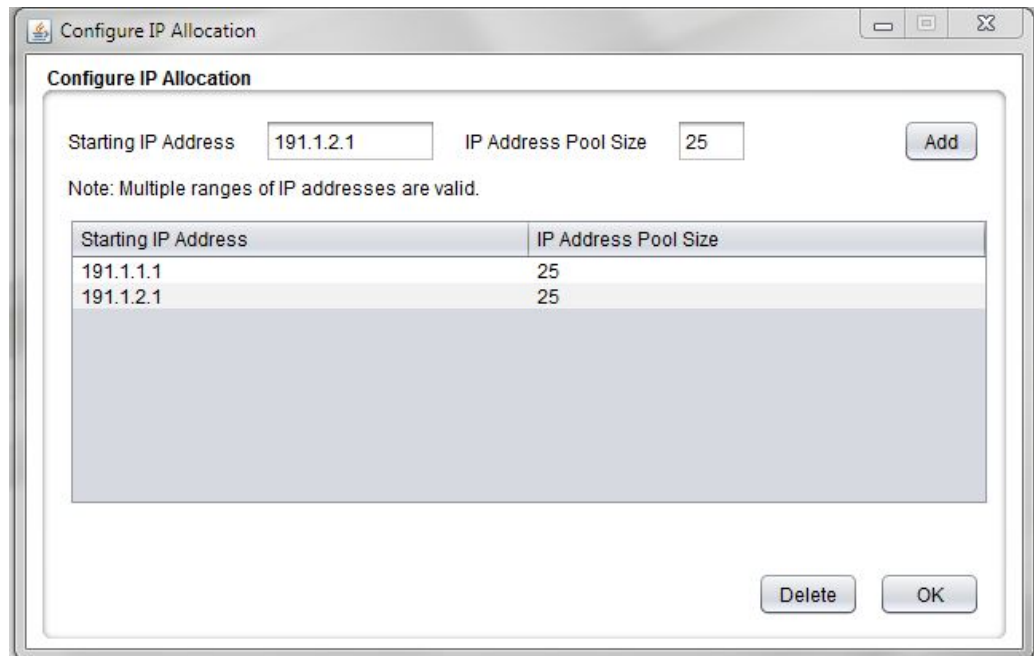 Configure IP Allocation
Configure IP Allocation
Starting IP Address 191.1.2.1 IP Address Pool Size 25 Add
Note: Multiple ranges of IP addresses are valid.
Starting IP Address IP Address Pool Size
191.1.1.1 25
191.1.2.1 25
Delete OK